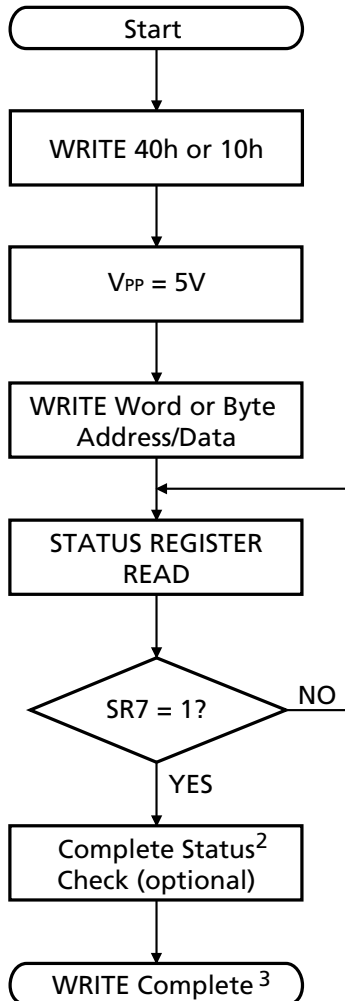 Start
WRITE 40h or 10h
VPP = 5V
WRITE Word or Byte
Address/Data
STATUS REGISTER
READ
SR7 = 1?
NO
YES
Complete Status2
Check (optional)
WRITE Complete 3